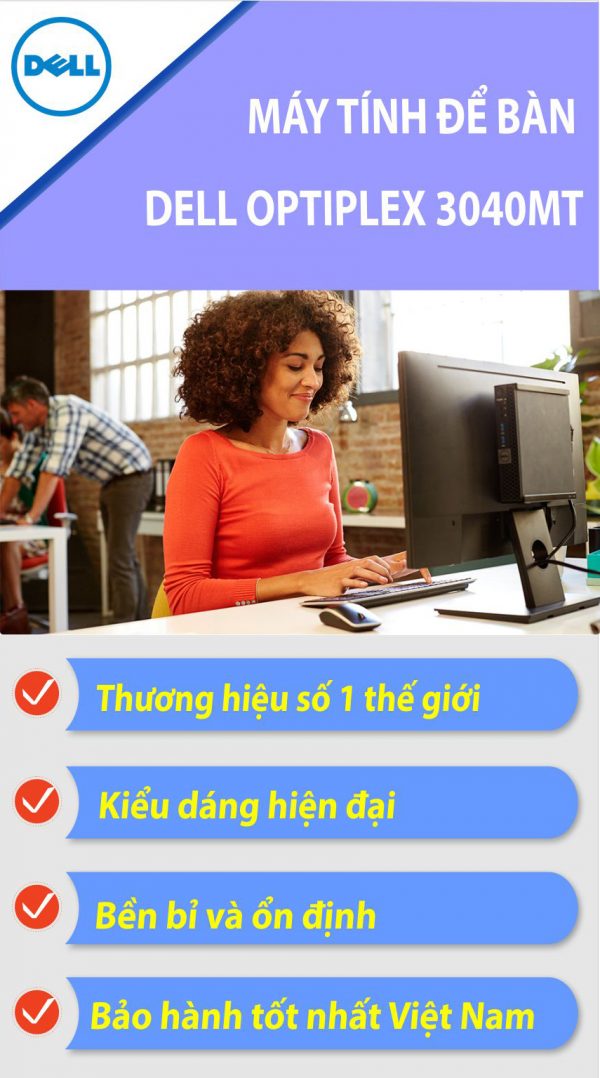 DELL
MÁY TÍNH ĐỂ BÀN
DELL OPTIPLEX 3040MT
Thương hiệu số 1 thế giới
Kiểu dáng hiện đại
Bền bỉ và ổn định
Bảo hành tốt nhất Việt Nam